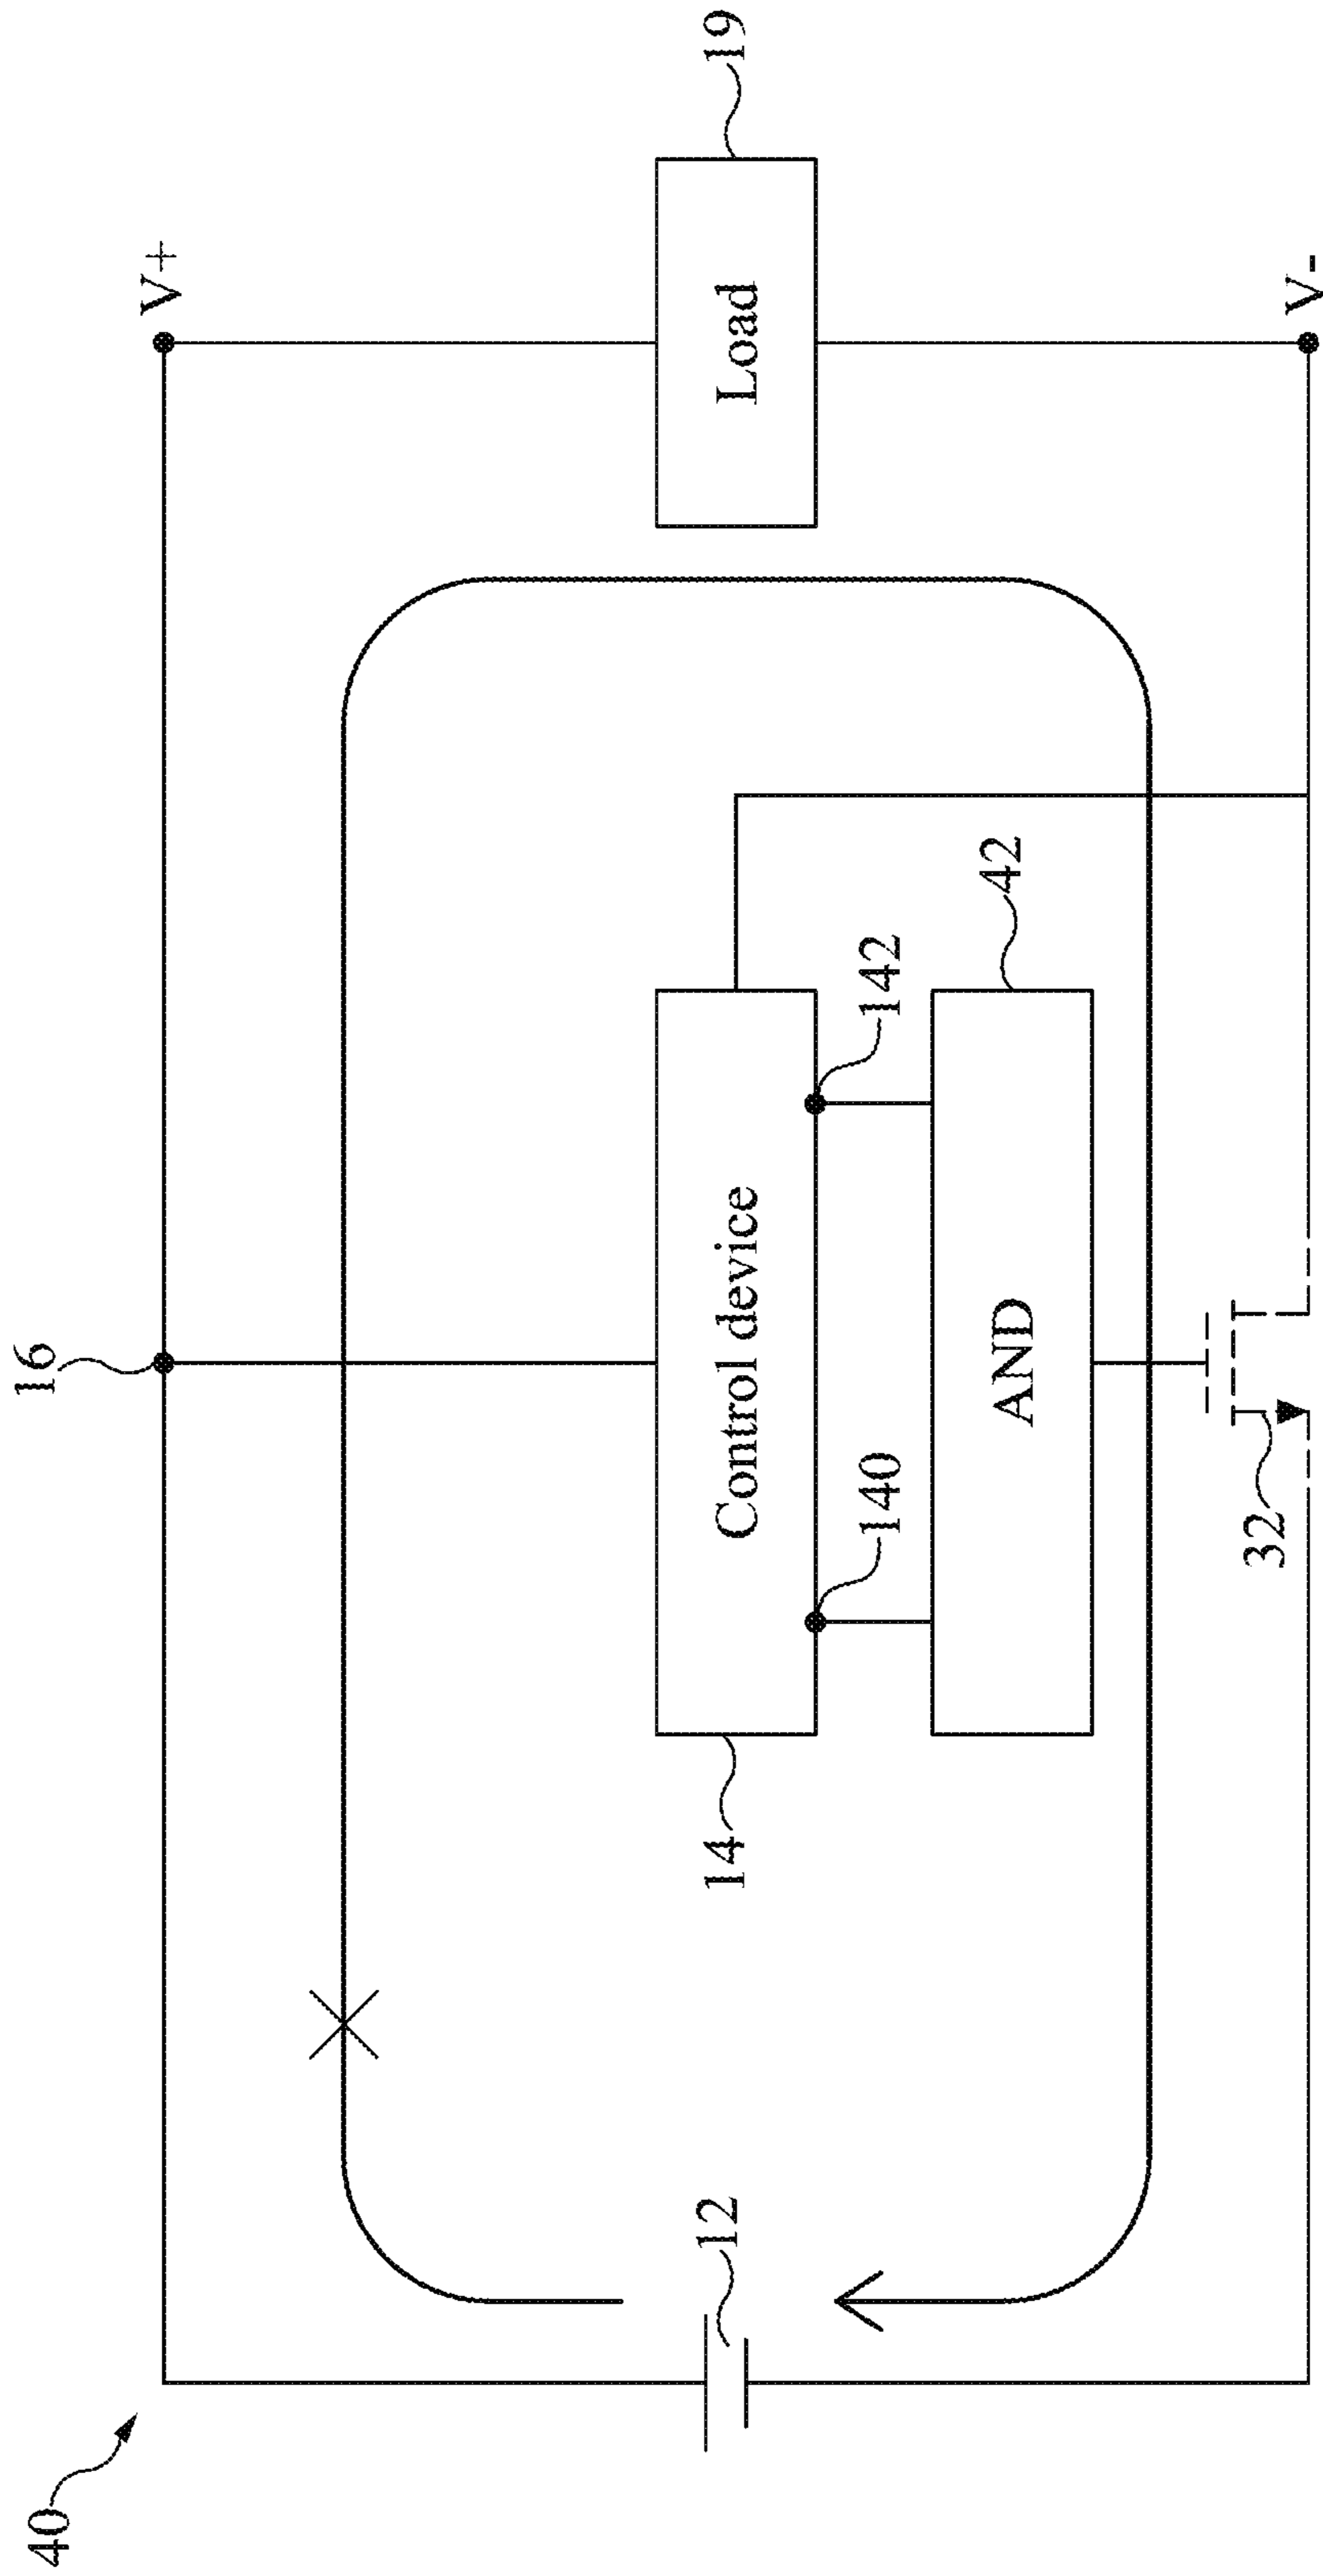 40
16
V+
19
Load
12
14
Control device
140
142
42
AND
32
V-